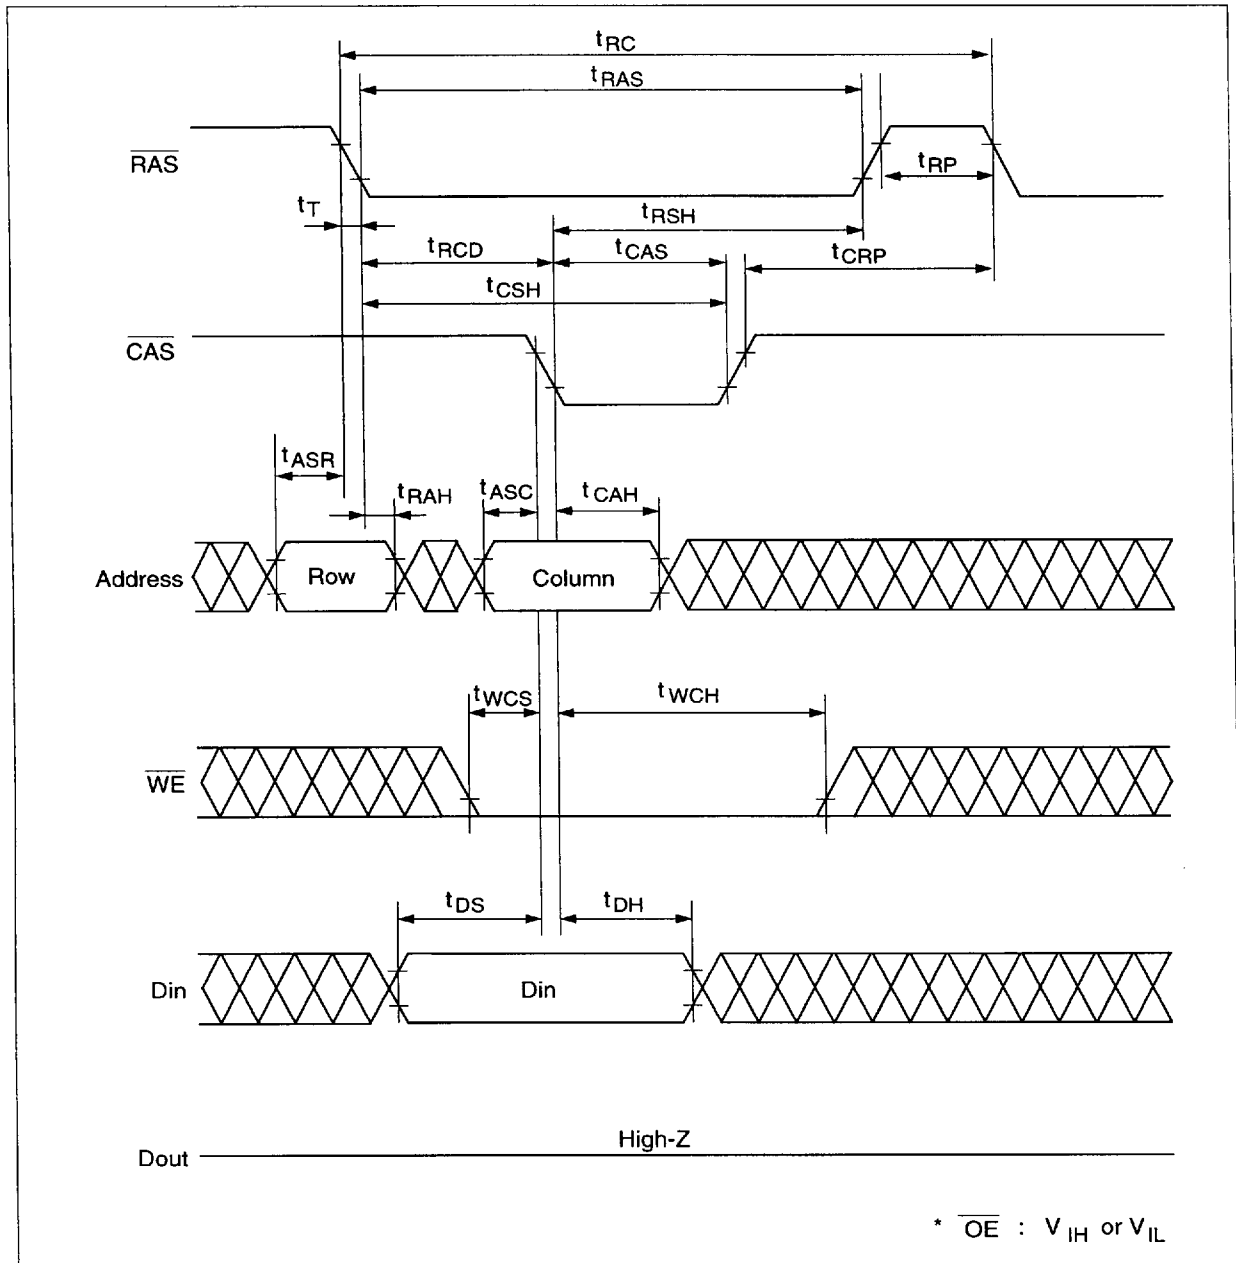 tRC
tRAS
RAS
tRP
tT
tRSH
tRCD
tCAS
tCRP
tCSH
CAS
tASR
tRAH
tASC
tCAH
Address
Row
Column
tWCS
tWCH
WE
tDS
tDH
Din
Din
High-Z
Dout
* OE : VIH or VIL